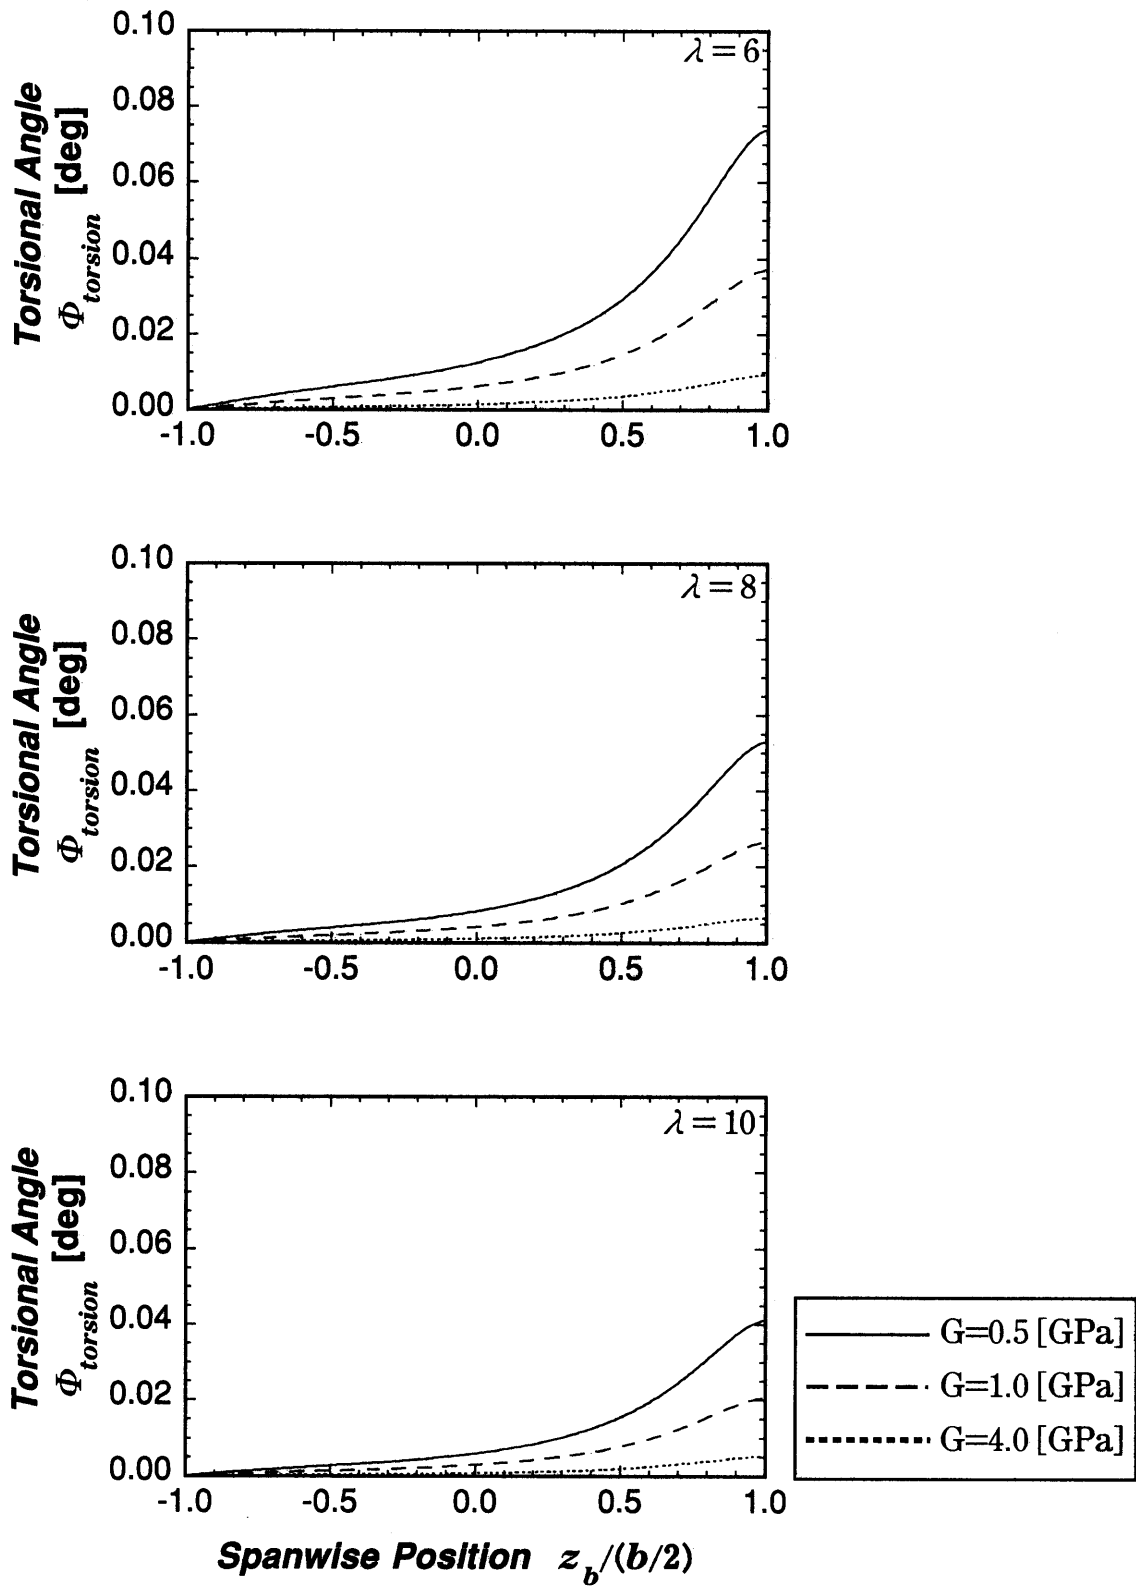 0.10
λ=6
0.08
0.06
0.04
0.02
0.00
Torsional Angle
Φtorsion [deg]
-1.0 -0.5 0.0 0.5 1.0
0.10
λ=8
0.08
0.06
0.04
0.02
0.00
Torsional Angle
Φtorsion [deg]
-1.0 -0.5 0.0 0.5 1.0
0.10
λ=10
0.08
0.06
0.04
0.02
0.00
Torsional Angle
Φtorsion [deg]
-1.0 -0.5 0.0 0.5 1.0
Spanwise Position zb/(b/2)
G=0.5 [GPa]
G=1.0 [GPa]
G=4.0 [GPa]